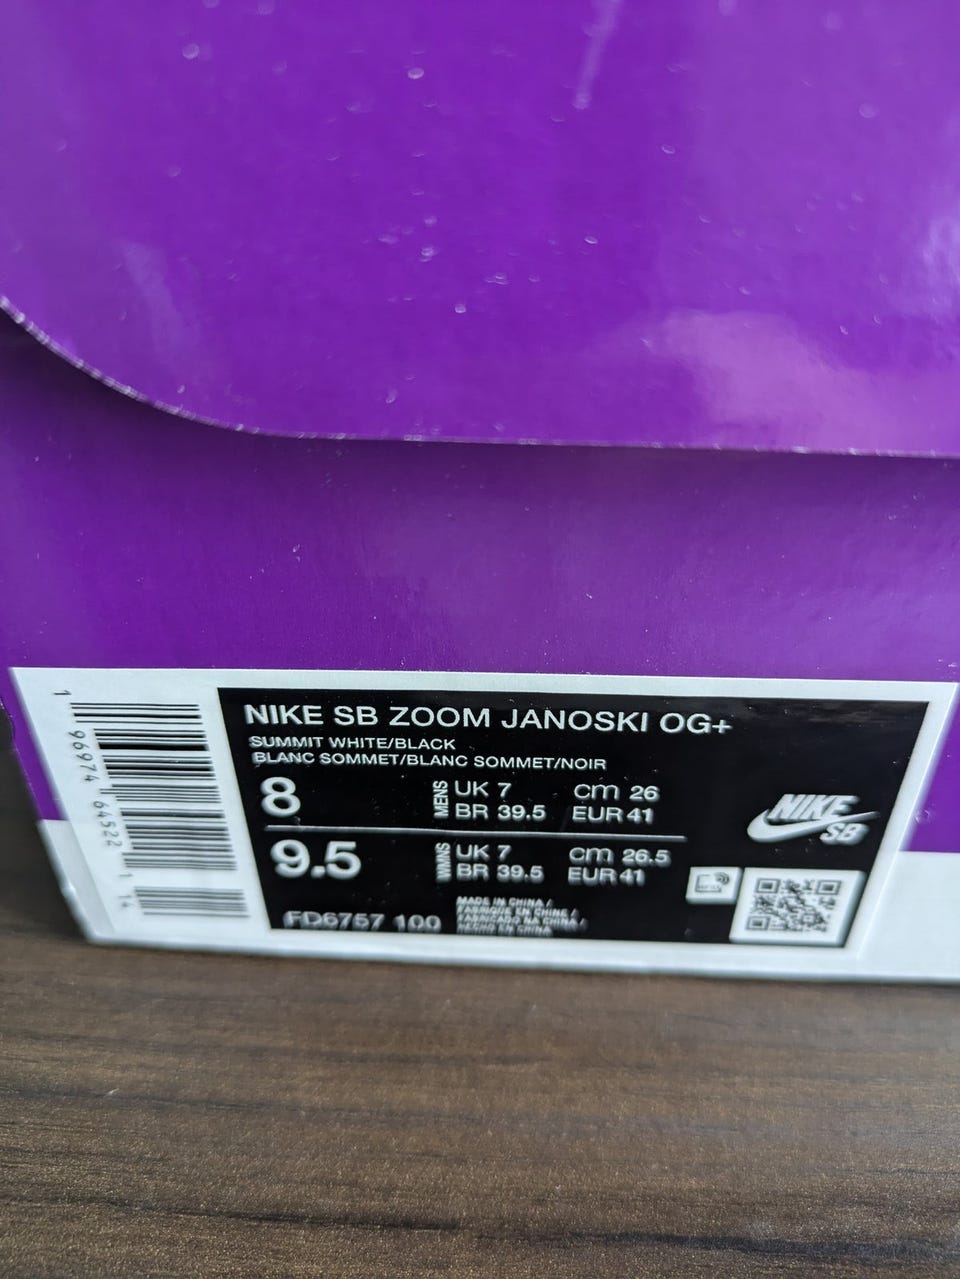 NIKE SB ZOOM JANOSKI OG+
SUMMIT WHITE/BLACK
BLANC SOMMET/BLANC SOMMET/NOIR
8
MENS
UK 7 cm 26
BR 39.5 EUR 41
9.5
WMNS
UK 7 cm 26.5
BR 39.5 EUR 41
FD6757 100
MADE IN CHINA /
FABRIQUE EN CHINE /
FABRICADO NA CHINA /
HECHO EN CHINA
NIKE
SB
1 96974 64522 1 14